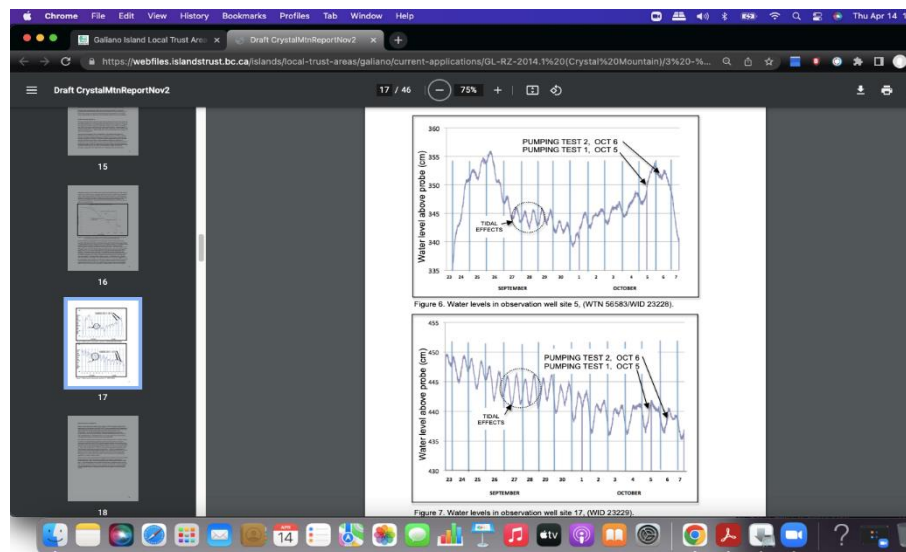 Chrome File Edit View History Bookmarks Profiles Tab Window Help
Thu Apr 14
Galiano Island Local Trust Area
Draft CrystalMtnReportNov2
https://webfiles.islandstrust.bc.ca/islands/local-trust-areas/galiano/current-applications/GL-RZ-2014.1%20(Crystal%20Mountain)/3%20-%...
Draft CrystalMtnReportNov2
17 / 46
75%
15
16
17
18
Water level above probe (cm)
360
355
350
345
340
335
PUMPING TEST 2, OCT 6
PUMPING TEST 1, OCT 5
TIDAL
EFFECTS
23 24 25 26 27 28 29 30 1 2 3 4 5 6 7
SEPTEMBER OCTOBER
Figure 6. Water levels in observation well site 5, (WTN 56583/WID 23228).
Water level above probe (cm)
455
450
445
440
435
430
PUMPING TEST 2, OCT 6
PUMPING TEST 1, OCT 5
TIDAL
EFFECTS
23 24 25 26 27 28 29 30 1 2 3 4 5 6 7
SEPTEMBER OCTOBER
Figure 7. Water levels in observation well site 17, (WID 23229).
APR
14
tv